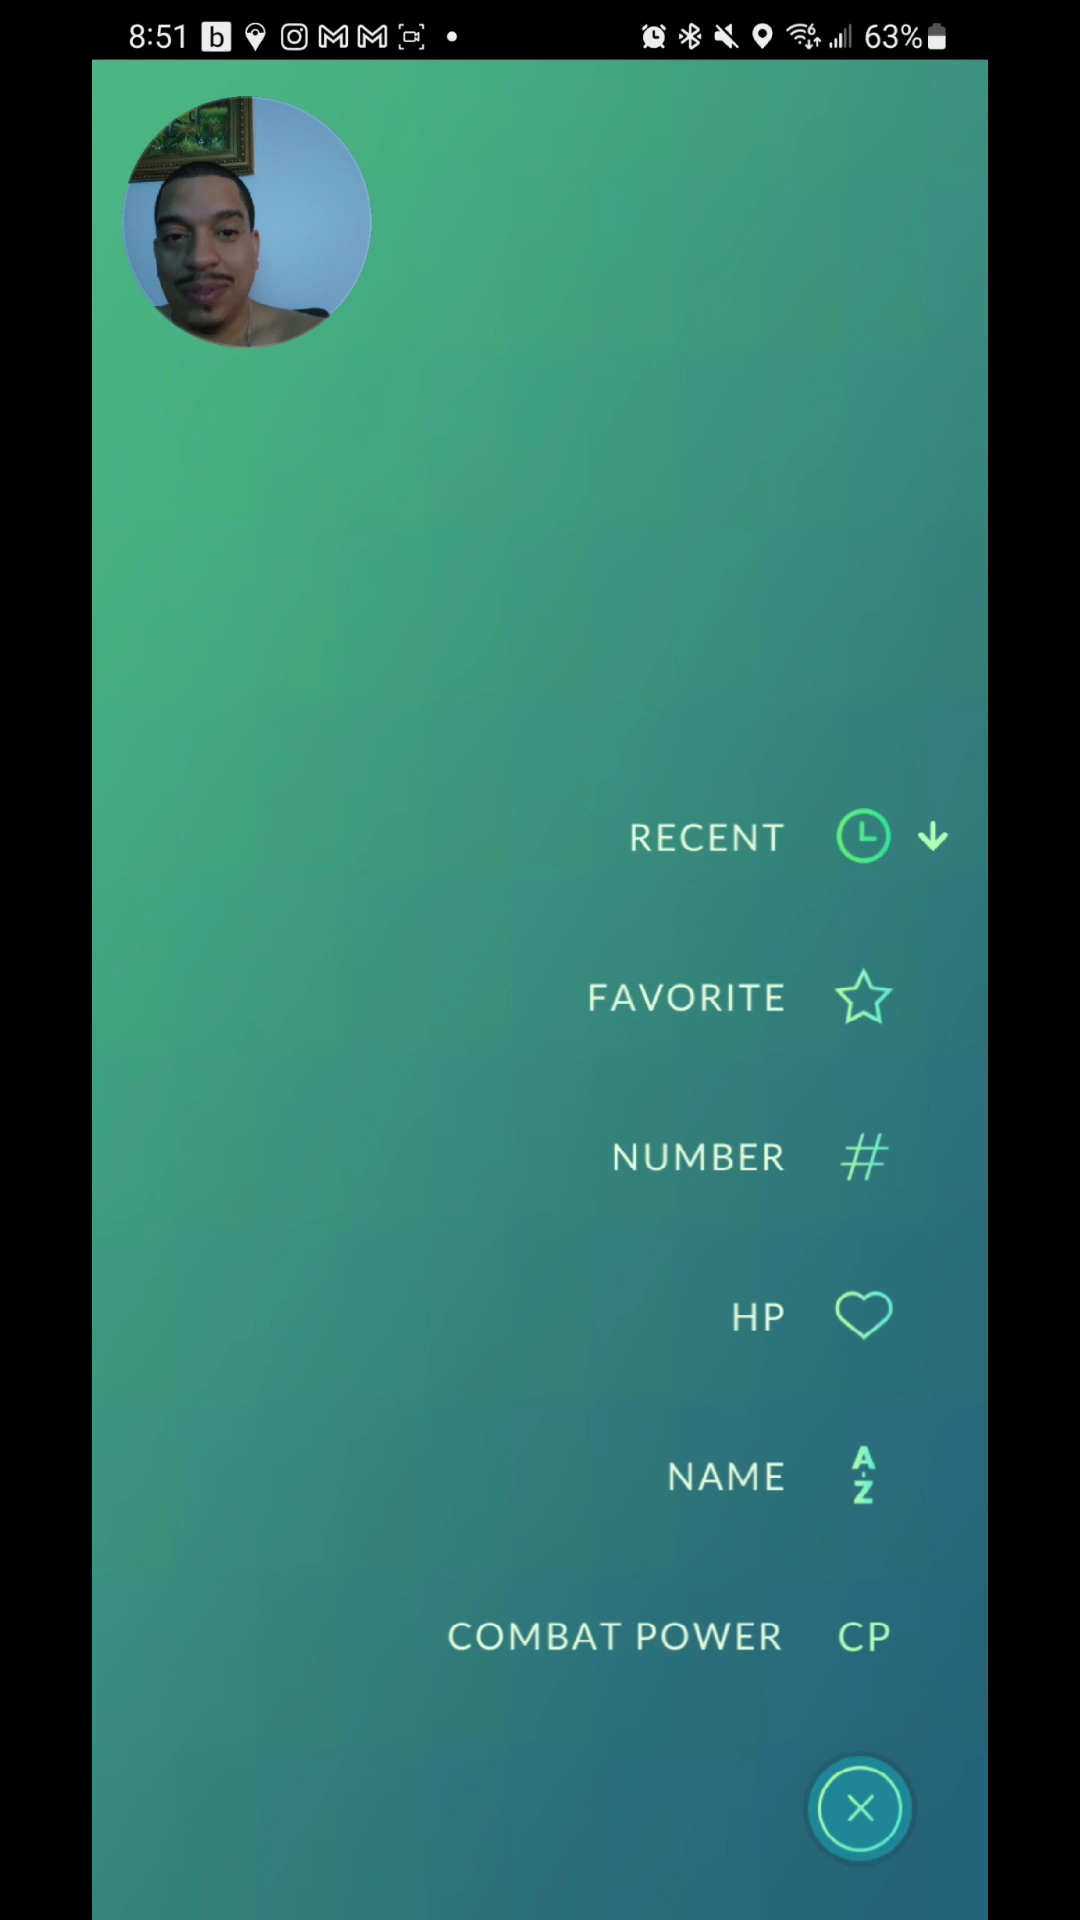 8:51 b 63%
RECENT
FAVORITE
NUMBER #
HP
NAME A-Z
COMBAT POWER CP